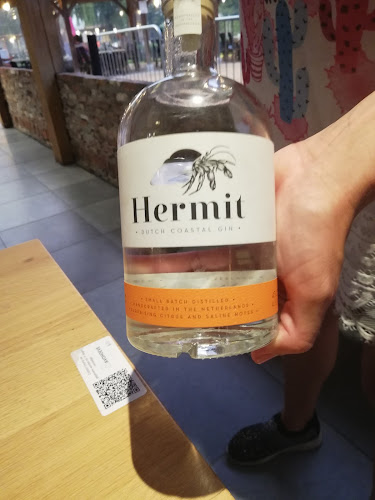 Hermit
• DUTCH COASTAL GIN •
• SMALL BATCH DISTILLED •
IN THE NETHERLANDS
CITRUS AND SALINE NOTES